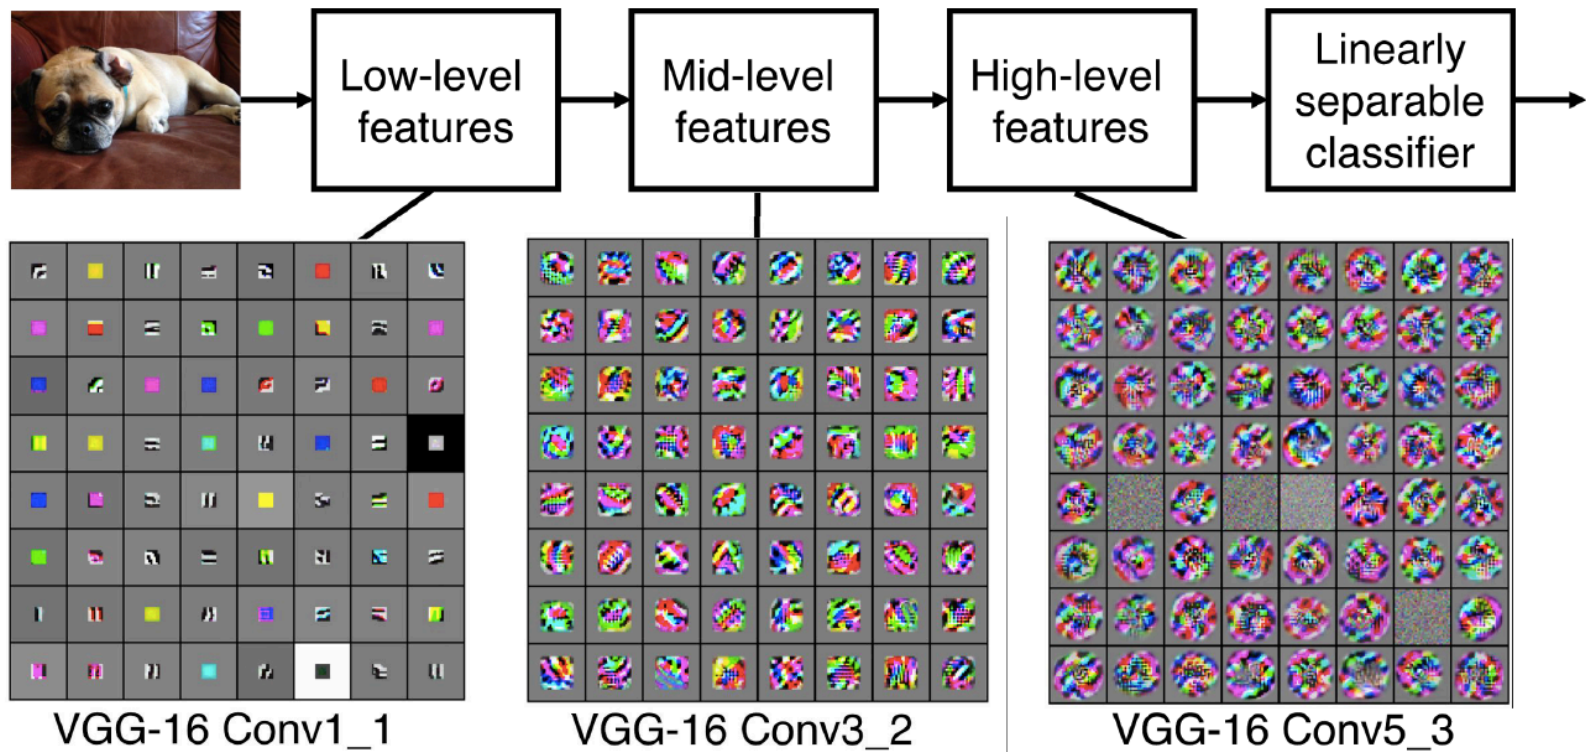 Low-level
features
Mid-level
features
High-level
features
Linearly
separable
classifier
VGG-16 Conv1_1
VGG-16 Conv3_2
VGG-16 Conv5_3